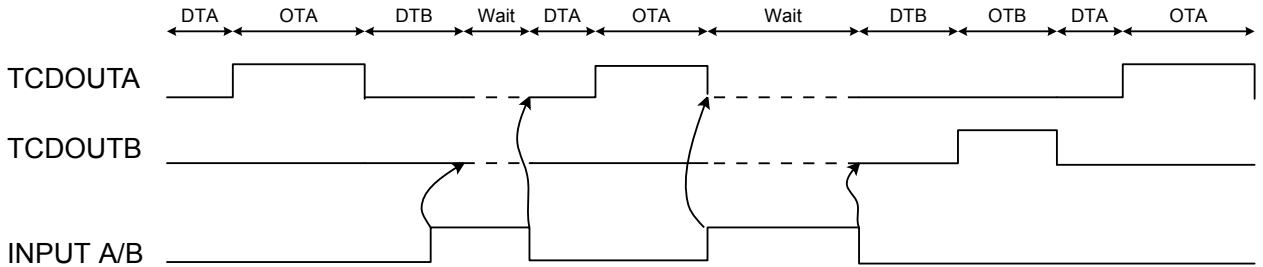 DTA OTA DTB Wait DTA OTA Wait DTB OTB DTA OTA
TCDOUTA
TCDOUTB
INPUT A/B